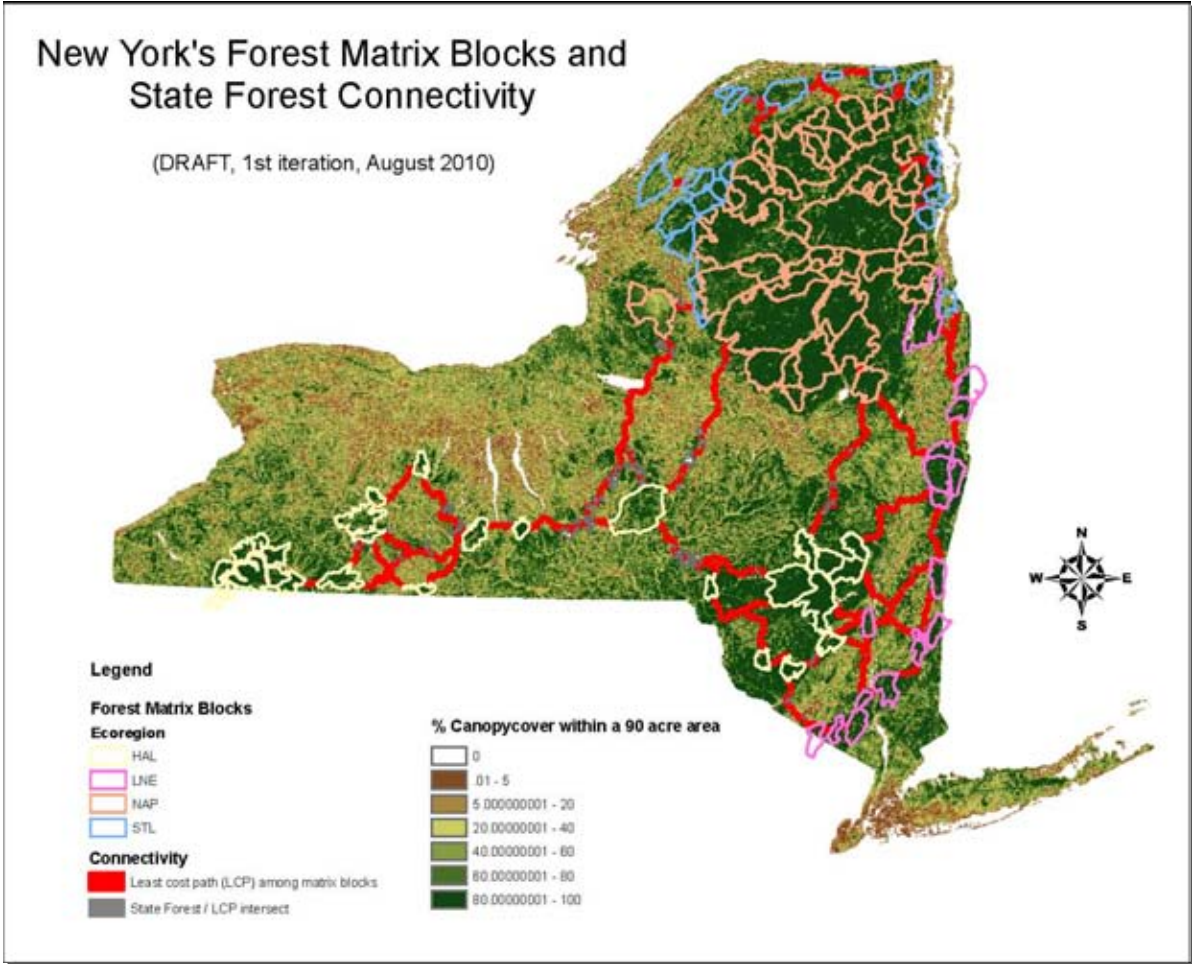 New York's Forest Matrix Blocks and
State Forest Connectivity
(DRAFT, 1st iteration, August 2010)
N
W
E
S
Legend
Forest Matrix Blocks
Ecoregion
HAL
LNE
NAP
STL
Connectivity
Least cost path (LCP) among matrix blocks
State Forest / LCP intersect
% Canopycover within a 90 acre area
0
.01 - 5
5.000000001 - 20
20.00000001 - 40
40.00000001 - 60
60.00000001 - 80
80.00000001 - 100